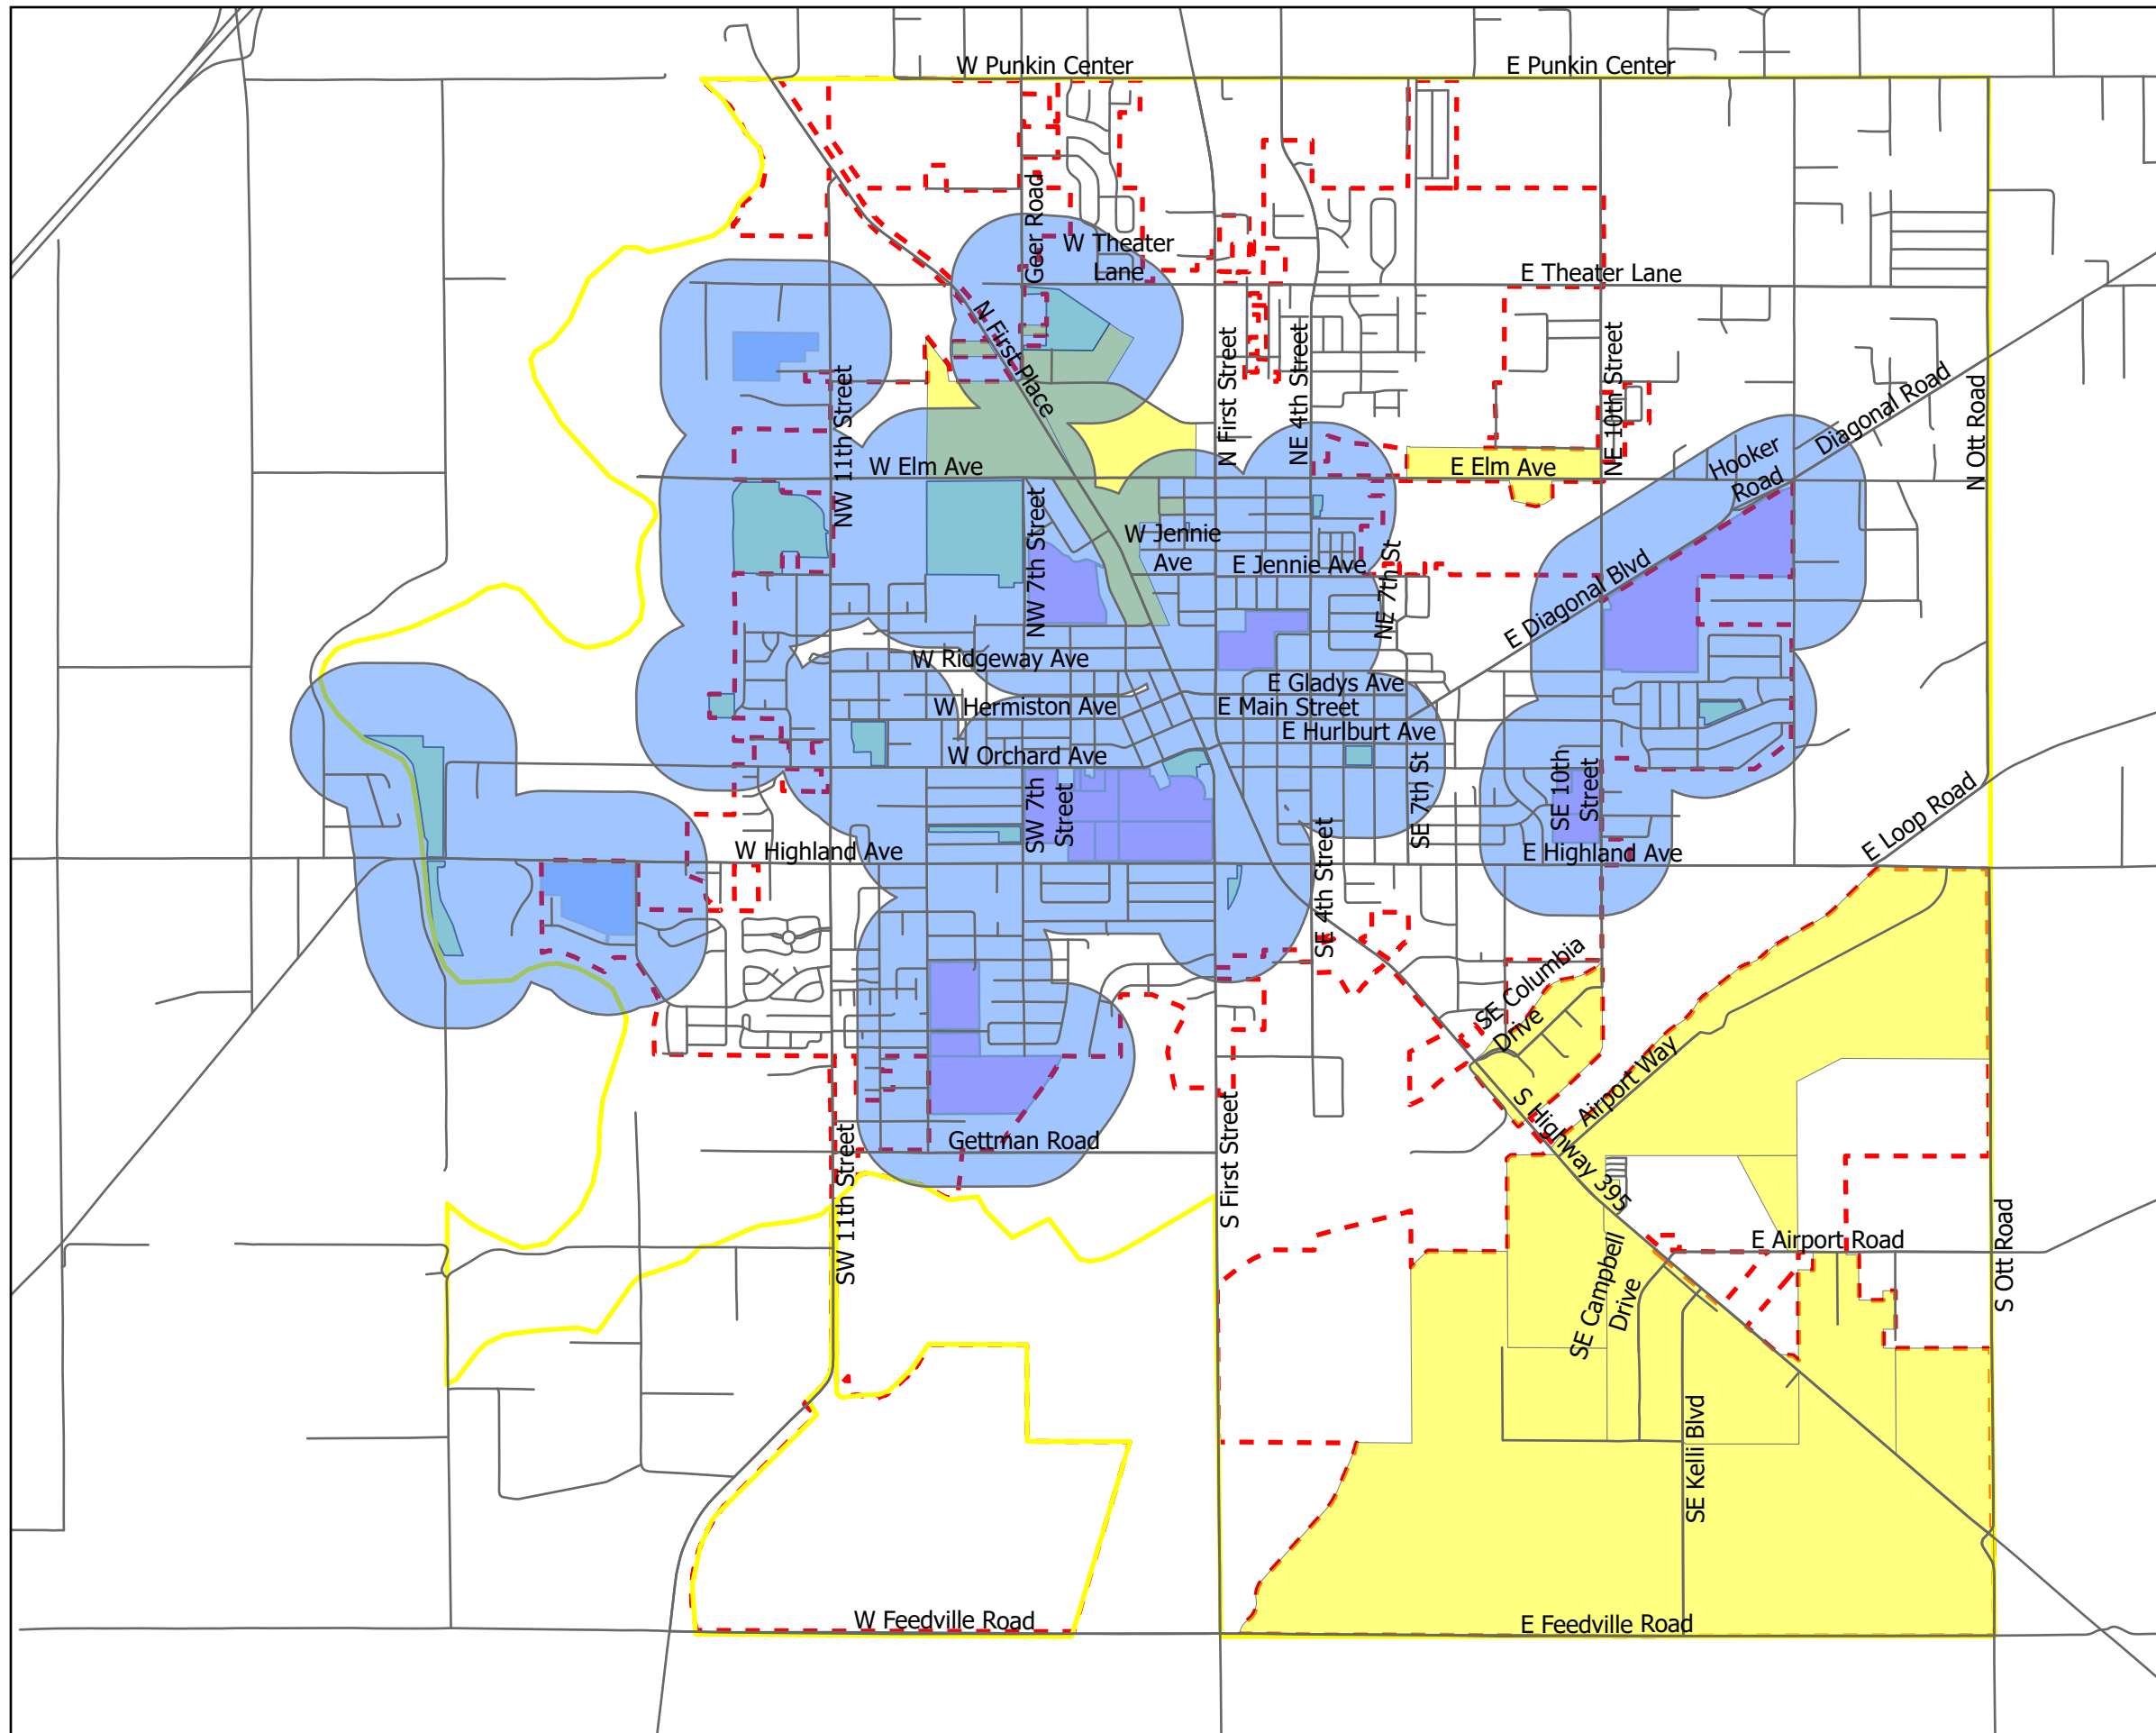 W Punkin Center
E Punkin Center
Geer Road
W Theater
Lane
E Theater Lane
N First Place
N First Street
NE 4th Street
NE 10th Street
NW 11th Street
N Ott Road
Diagonal Road
Hooker
Road
W Elm Ave
E Elm Ave
NW 7th Street
W Jennie
Ave
E Jennie Ave
NE 7th St
E Diagonal Blvd
W Ridgeway Ave
E Gladys Ave
W Hermiston Ave
E Main Street
E Hurlburt Ave
W Orchard Ave
SW 7th
Street
SE 7th St
SE 10th
Street
E Loop Road
W Highland Ave
E Highland Ave
SE 4th Street
SE Columbia
Drive
Airport Way
S Highway 395
Gettman Road
SW 11th Street
S First Street
E Airport Road
S Ott Road
SE Campbell
Drive
SE Kelli Blvd
W Feedville Road
E Feedville Road